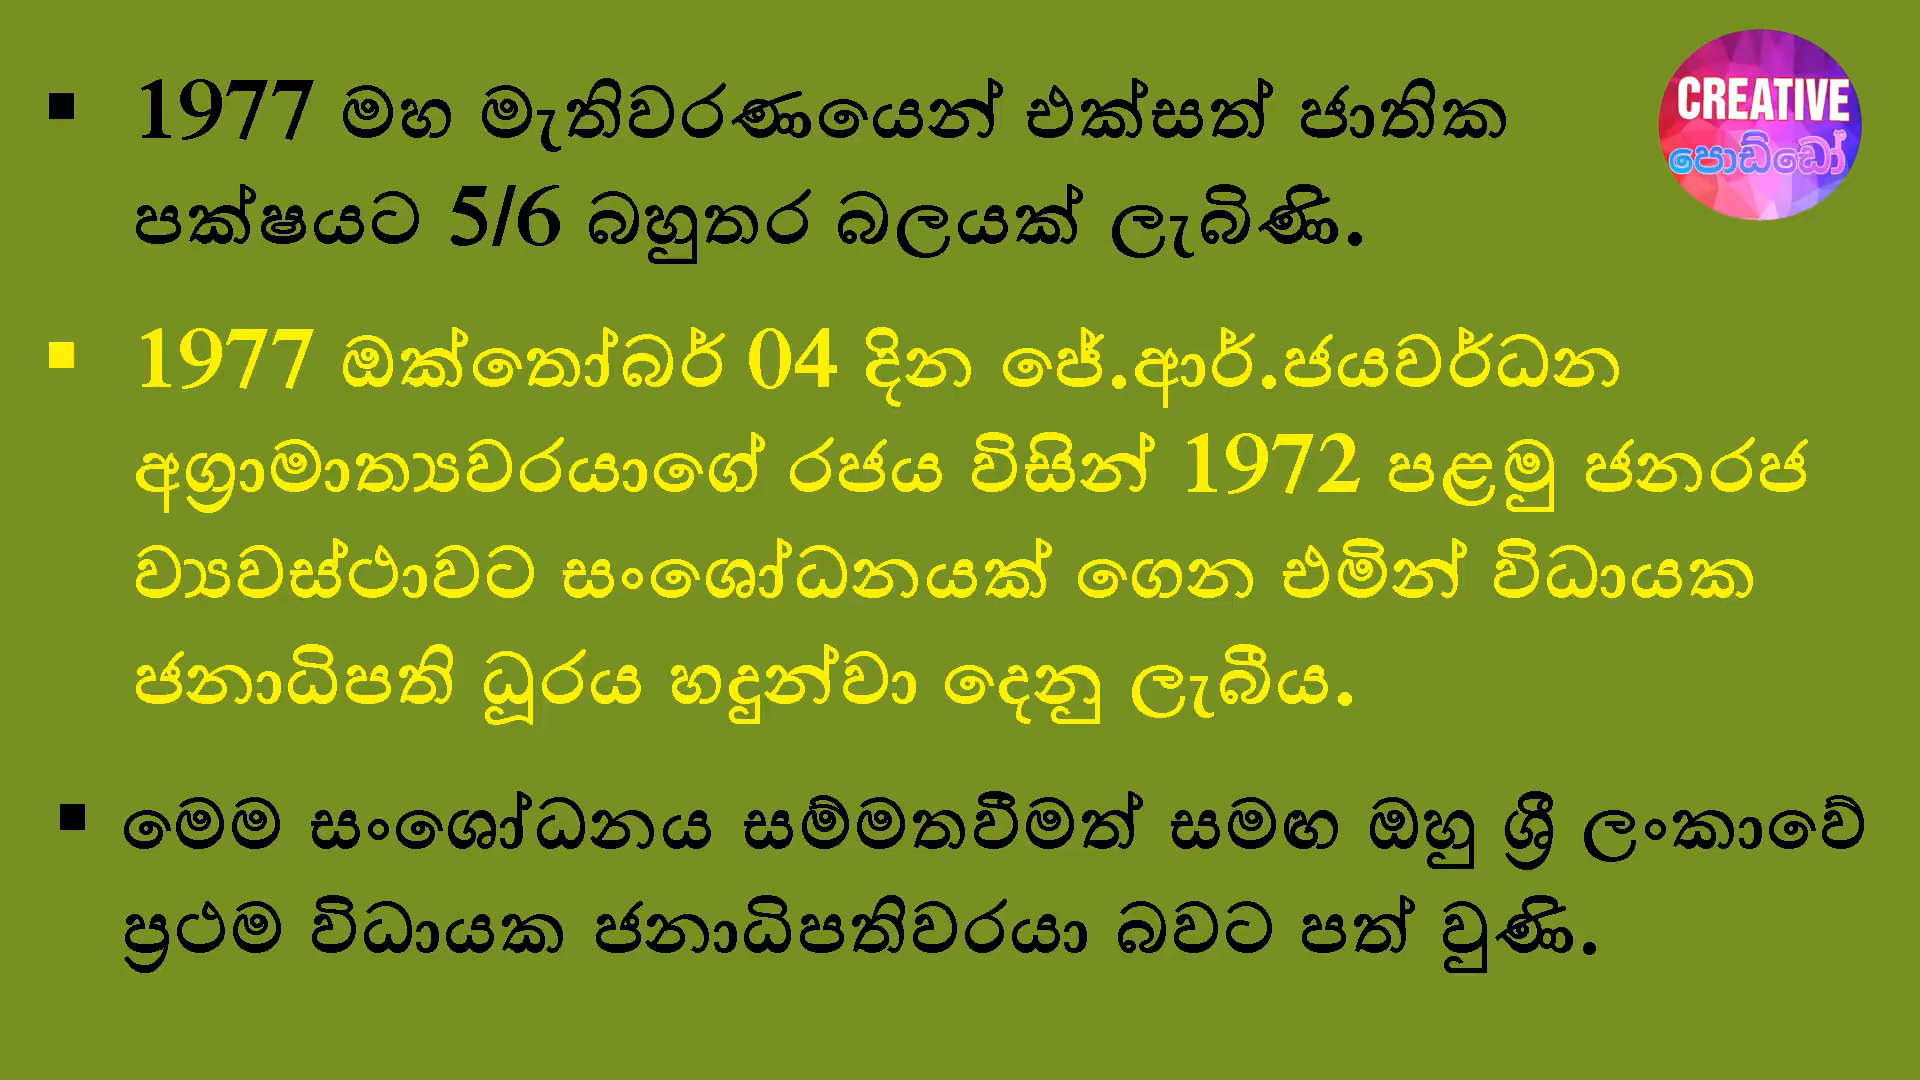 ▪ 1977 මහ මැතිවරණයෙන් එක්සත් ජාතික
පක්ෂයට 5/6 බහුතර බලයක් ලැබිණි.
▪ 1977 ඔක්තෝබර් 04 දින ජේ.ආර්.ජයවර්ධන
අග්‍රාමාත්‍යවරයාගේ රජය විසින් 1972 පළමු ජනරජ
ව්‍යවස්ථාවට සංශෝධනයක් ගෙන එමින් විධායක
ජනාධිපති ධූරය හදුන්වා දෙනු ලැබීය.
▪ මෙම සංශෝධනය සම්මතවීමත් සමඟ ඔහු ශ්‍රී ලංකාවේ
ප්‍රථම විධායක ජනාධිපතිවරයා බවට පත් වුණි.
CREATIVE
පොඩ්ඩෝ